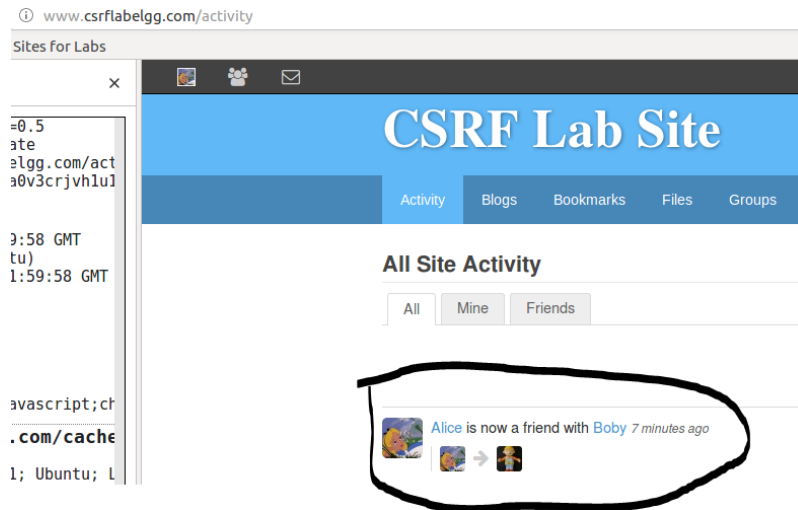 www.csrflabelgg.com/activity
Sites for Labs
=0.5
ate
elgg.com/act
a0v3crjvh1u1
9:58 GMT
tu)
1:59:58 GMT
avascript;ch
.com/cache
1; Ubuntu; L
CSRF Lab Site
Activity Blogs Bookmarks Files Groups
All Site Activity
All Mine Friends
Alice is now a friend with Boby 7 minutes ago